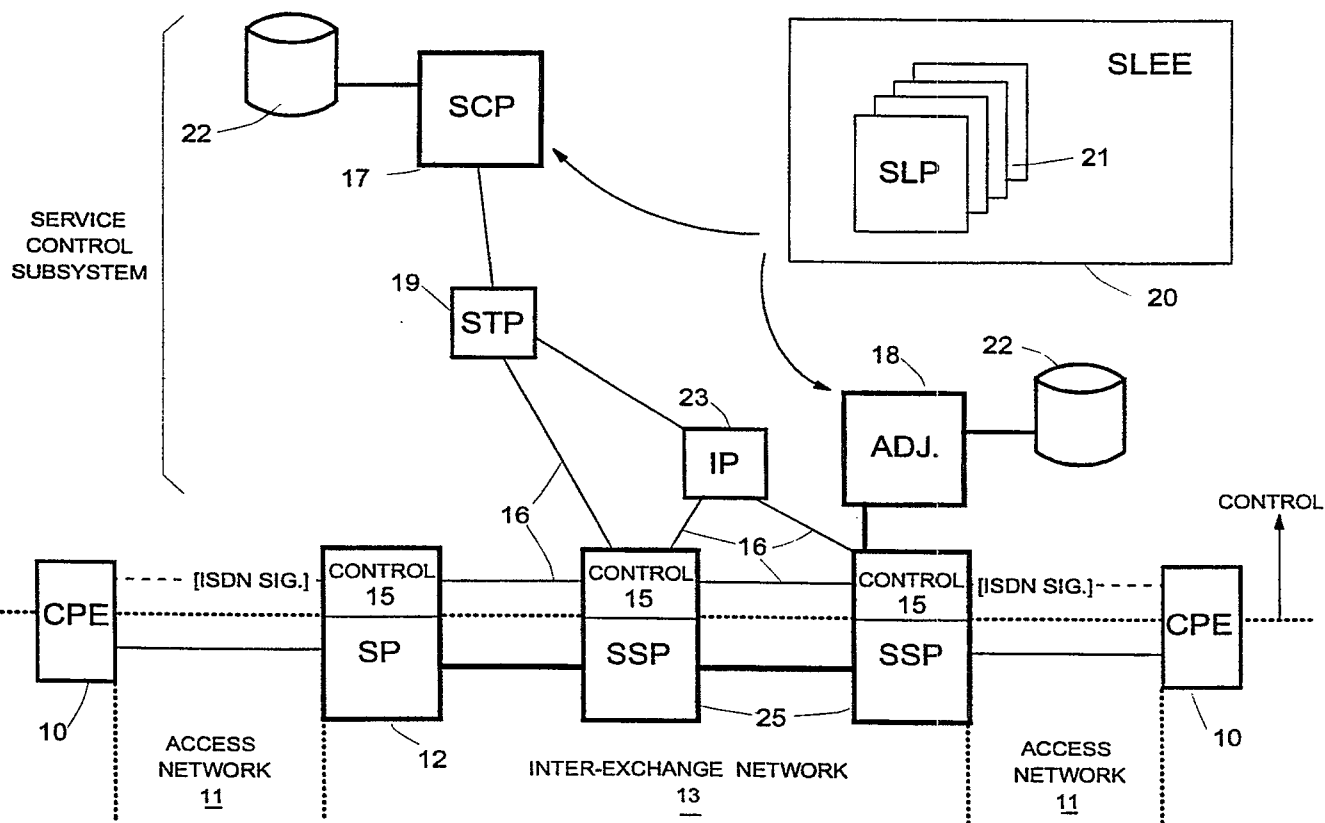 SLEE
SCP
22
SLP
21
17
SERVICE
CONTROL
SUBSYSTEM
19
20
STP
22
18
23
ADJ.
IP
CONTROL
16
16
[ISDN SIG.]
CONTROL
15
CONTROL
15
CONTROL
15
[ISDN SIG.]
CPE
CPE
SP
SSP
SSP
10
12
25
10
ACCESS
NETWORK
11
INTER-EXCHANGE NETWORK
13
ACCESS
NETWORK
11